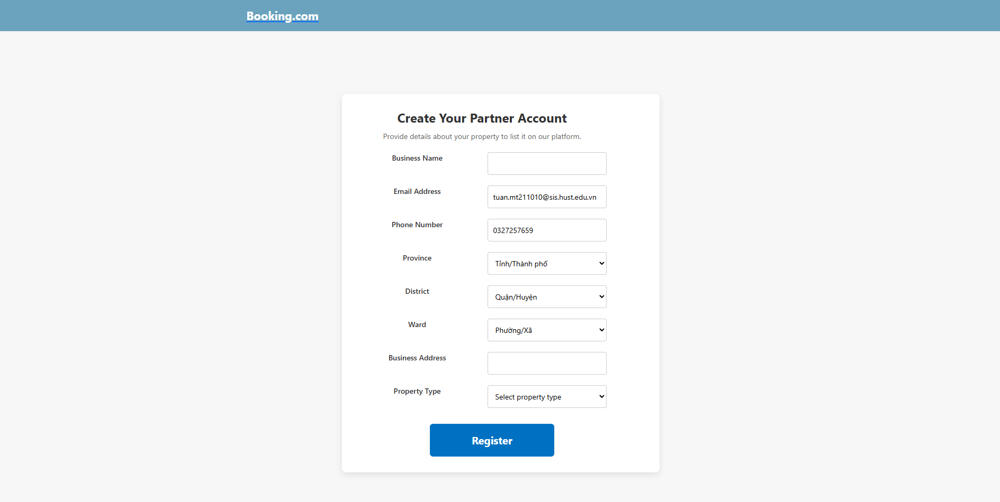 Booking.com
Create Your Partner Account
Provide details about your property to list it on our platform.
Business Name
Email Address
tuan.mt211010@sis.hust.edu.vn
Phone Number
0327257659
Province
Tỉnh/Thành phố
District
Quận/Huyện
Ward
Phường/Xã
Business Address
Property Type
Select property type
Register